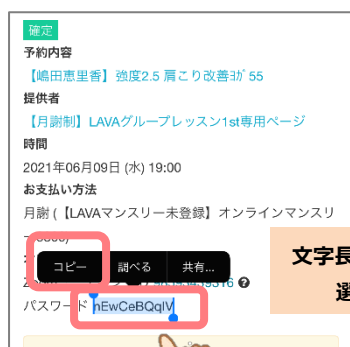 確定
予約内容
【嶋田恵里香】強度2.5 肩こり改善ﾖｶﾞ 55
提供者
【月謝制】LAVAグループレッスン1st専用ページ
時間
2021年06月09日 (水) 19:00
お支払い方法
月謝 (【LAVAマンスリー未登録】オンラインマンスリ
コピー 調べる 共有...
文字長
選
パスワード hEwCeBQqIV